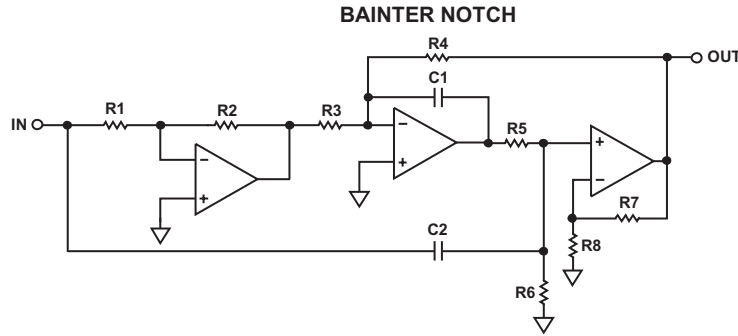 BAINTER NOTCH
R4
OUT
C1
R1
R2
R3
R5
IN
−
+
−
+
+
−
R7
C2
R8
R6